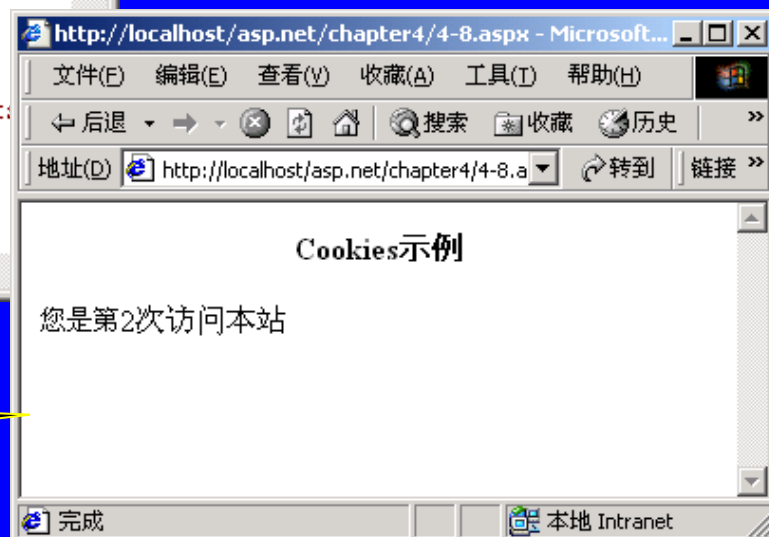 http://localhost/asp.net/chapter4/4-8.aspx - Microsoft...
文件(F) 编辑(E) 查看(V) 收藏(A) 工具(T) 帮助(H)
后退 搜索 收藏 历史 »
地址(D) http://localhost/asp.net/chapter4/4-8.a 转到 链接 »
Cookies示例
您是第2次访问本站
完成 本地 Intranet